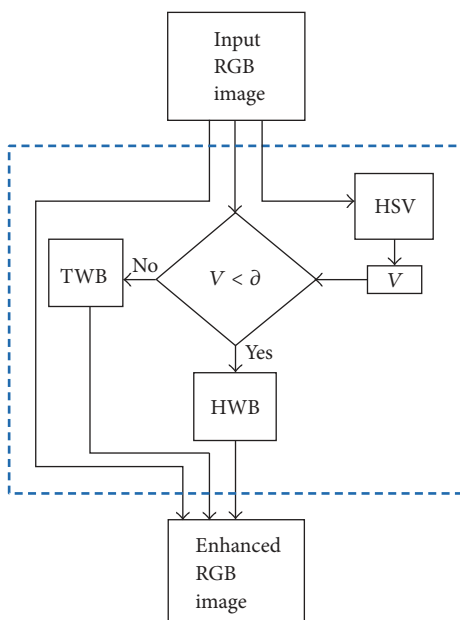 Input
RGB
image
HSV
TWB
No
V < ∂
V
Yes
HWB
Enhanced
RGB
image